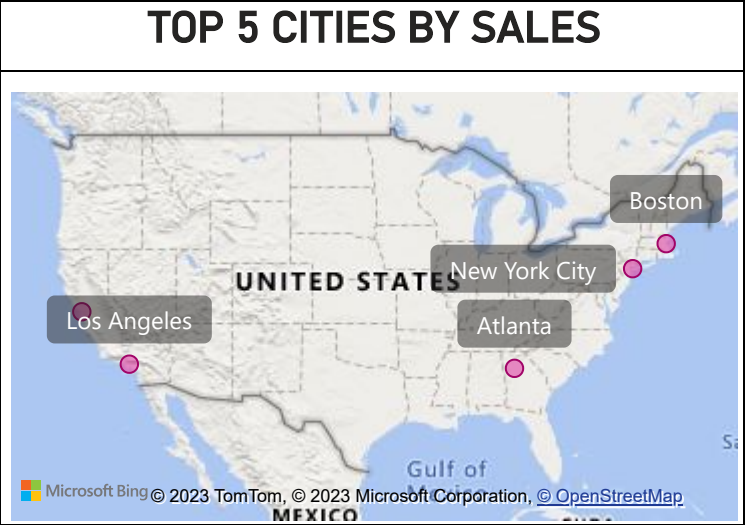 TOP 5 CITIES BY SALES
Boston
New York City
UNITED STATES
Los Angeles
Atlanta
Gulf of
Microsoft Bing
© 2023 TomTom, © 2023 Microsoft Corporation, © OpenStreetMap
MEXICO